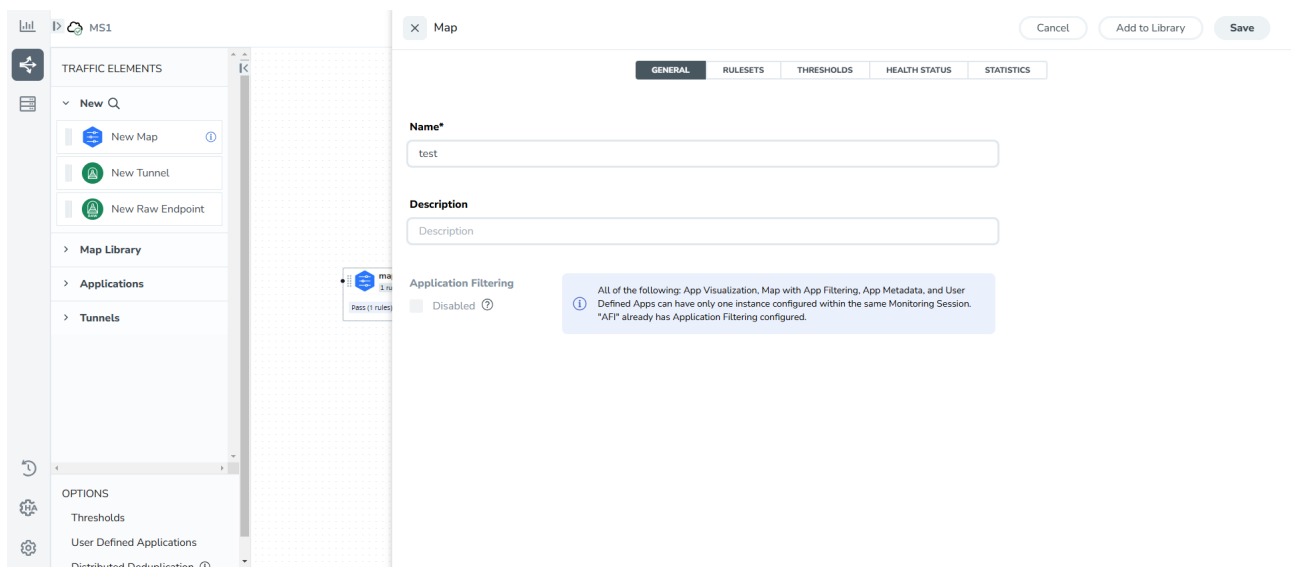 MS1
Map
Cancel
Add to Library
Save
TRAFFIC ELEMENTS
GENERAL
RULESETS
THRESHOLDS
HEALTH STATUS
STATISTICS
New
New Map
New Tunnel
New Raw Endpoint
Map Library
Applications
Tunnels
Name*
test
Description
Description
Pass (1 rules)
Application Filtering
Disabled
All of the following: App Visualization, Map with App Filtering, App Metadata, and User
Defined Apps can have only one instance configured within the same Monitoring Session.
"AFI" already has Application Filtering configured.
OPTIONS
Thresholds
User Defined Applications
Distributed Deduplication
HA